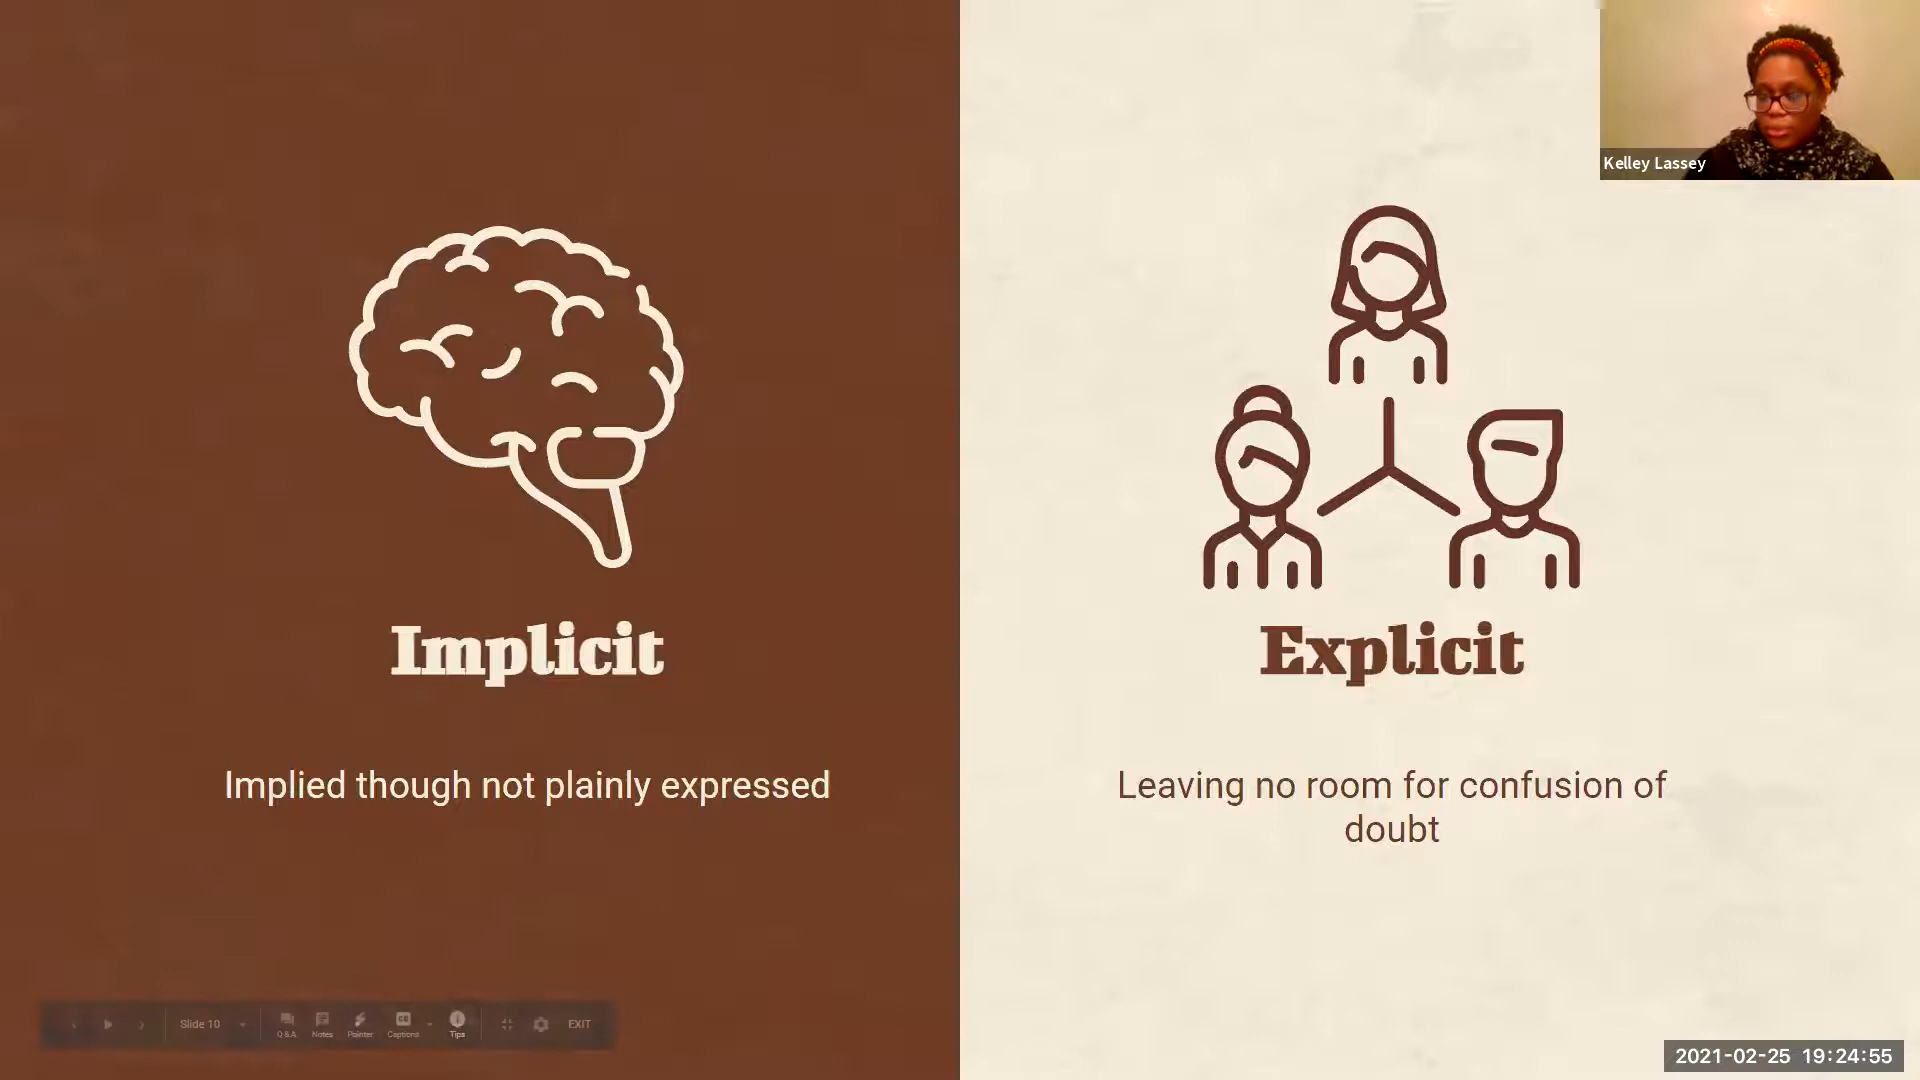 Kelley Lassey
Implicit
Implied though not plainly expressed
Explicit
Leaving no room for confusion of
doubt
Slide 10
Q&A
Notes
Pointer
Captions
Tips
EXIT
2021-02-25 19:24:55